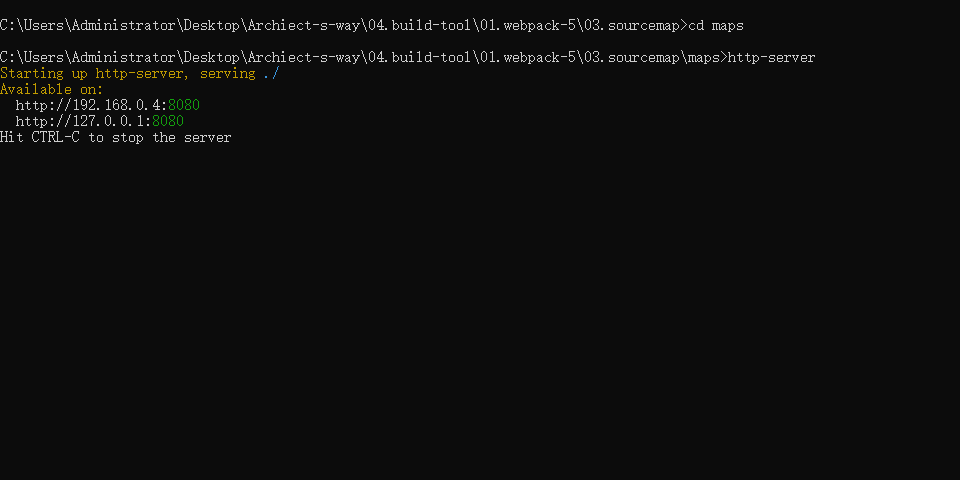 C:\Users\Administrator\Desktop\Archiect-s-way\04.build-tool\01.webpack-5\03.sourcemap>cd maps
C:\Users\Administrator\Desktop\Archiect-s-way\04.build-tool\01.webpack-5\03.sourcemap\maps>http-server
Starting up http-server, serving ./
Available on:
  http://192.168.0.4:8080
  http://127.0.0.1:8080
Hit CTRL-C to stop the server